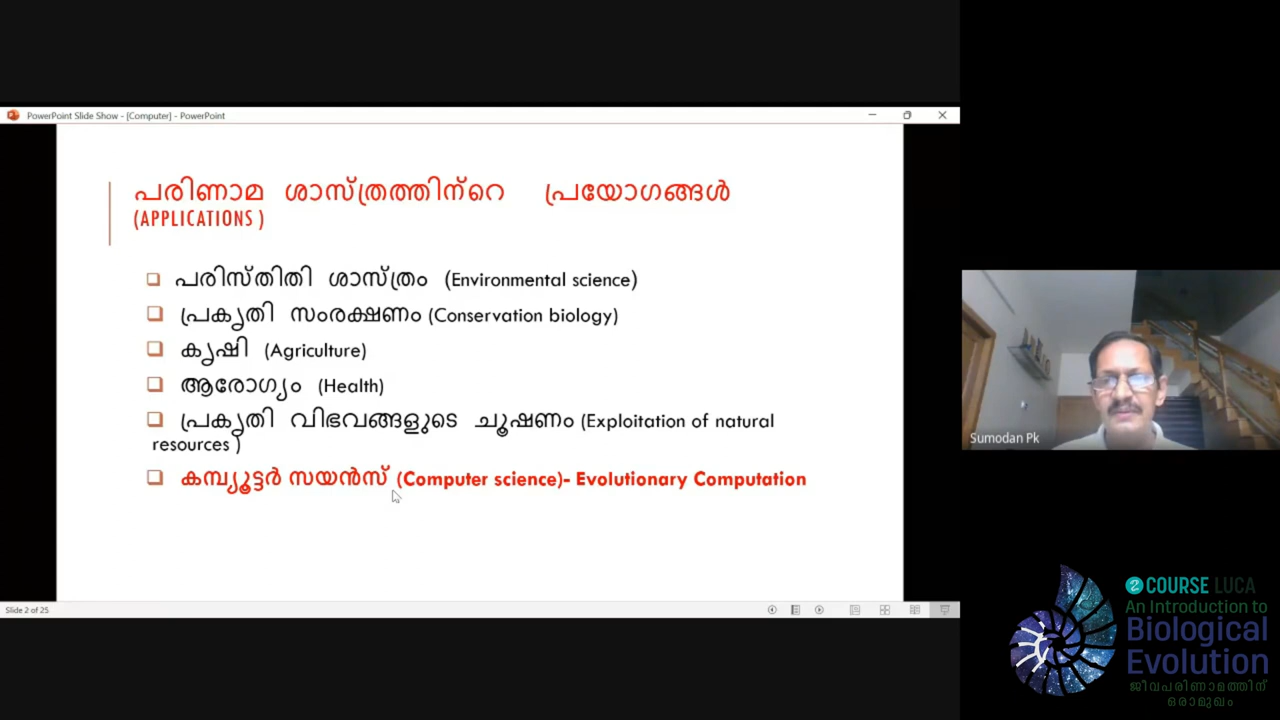 PowerPoint Slide Show - [Computer] - PowerPoint
പരിണാമ ശാസ്ത്രത്തിന്റെ പ്രയോഗങ്ങൾ
(APPLICATIONS )
❑ പരിസ്തിതി ശാസ്ത്രം (Environmental science)
❑ പ്രകൃതി സംരക്ഷണം (Conservation biology)
❑ കൃഷി (Agriculture)
❑ ആരോഗ്യം (Health)
❑ പ്രകൃതി വിഭവങ്ങളുടെ ചൂഷണം (Exploitation of natural
resources )
❑ കമ്പ്യൂട്ടർ സയൻസ് (Computer science)- Evolutionary Computation
Slide 2 of 25
Sumodan Pk
e COURSE LUCA
An Introduction to
Biological
Evolution
ജീവപരിണാമത്തിന്
ഒരാമുഖം